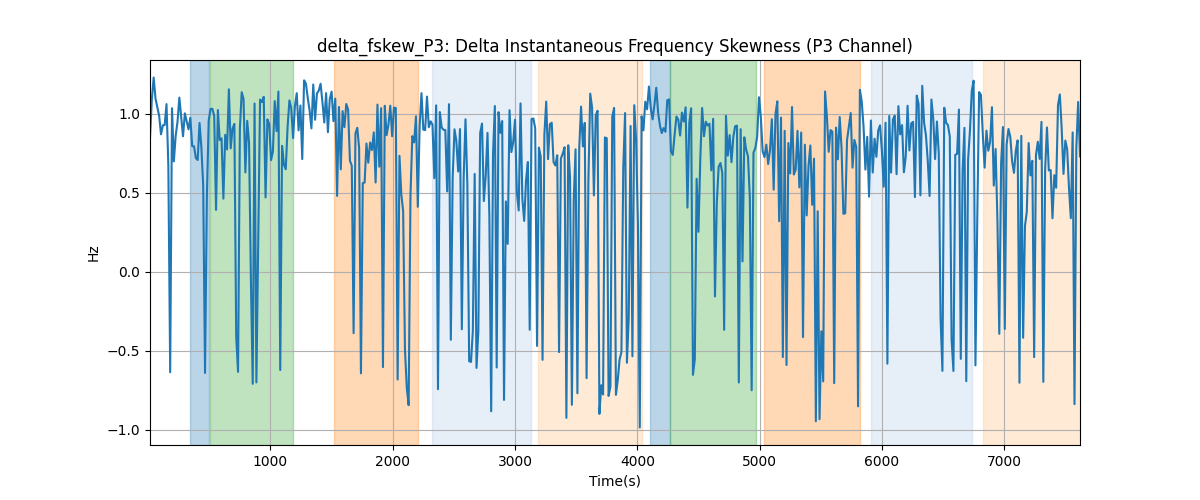 delta_fskew_P3: Delta Instantaneous Frequency Skewness (P3 Channel)
1.0
0.5
0.0
−0.5
−1.0
Hz
1000 2000 3000 4000 5000 6000 7000
Time(s)